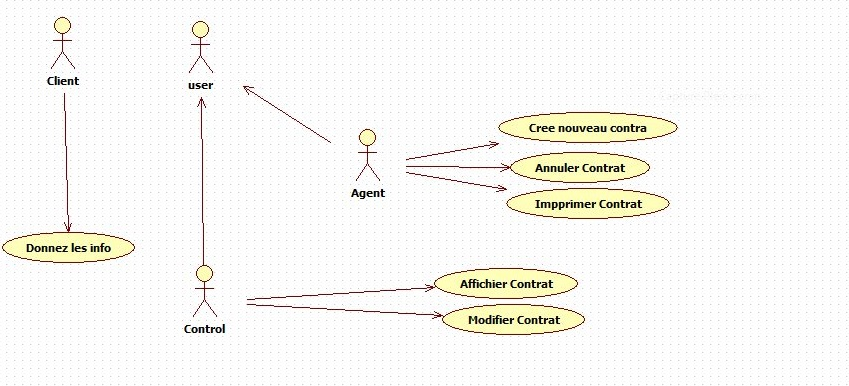 Client
user
Cree nouveau contra
Annuler Contrat
Agent
Impprimer Contrat
Donnez les info
Affichier Contrat
Control
Modifier Contrat